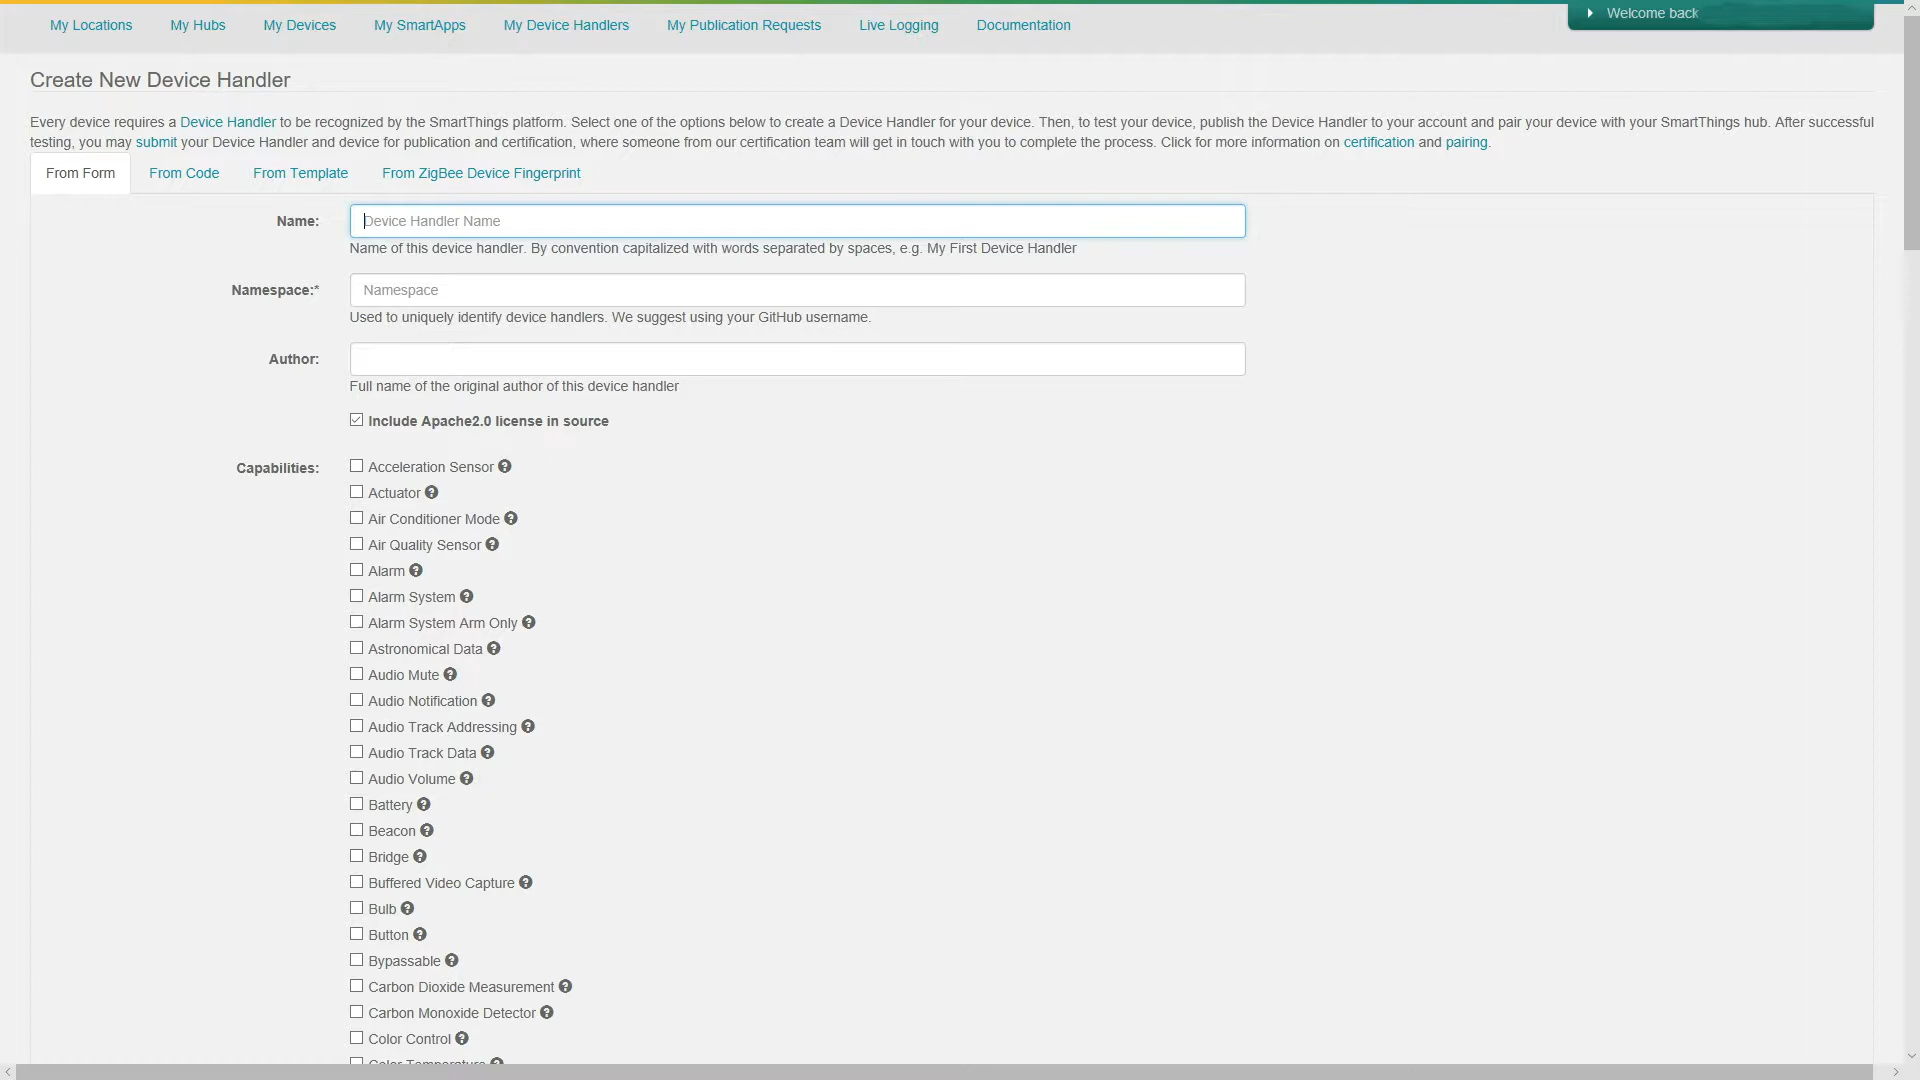 My Locations My Hubs My Devices My SmartApps My Device Handlers My Publication Requests Live Logging Documentation Welcome back
Create New Device Handler
Every device requires a Device Handler to be recognized by the SmartThings platform. Select one of the options below to create a Device Handler for your device. Then, to test your device, publish the Device Handler to your account and pair your device with your SmartThings hub. After successful
testing, you may submit your Device Handler and device for publication and certification, where someone from our certification team will get in touch with you to complete the process. Click for more information on certification and pairing.
From Form From Code From Template From ZigBee Device Fingerprint
Name: Device Handler Name
Name of this device handler. By convention capitalized with words separated by spaces, e.g. My First Device Handler
Namespace:* Namespace
Used to uniquely identify device handlers. We suggest using your GitHub username.
Author:
Full name of the original author of this device handler
Include Apache2.0 license in source
Capabilities: Acceleration Sensor ?
Actuator ?
Air Conditioner Mode ?
Air Quality Sensor ?
Alarm ?
Alarm System ?
Alarm System Arm Only ?
Astronomical Data ?
Audio Mute ?
Audio Notification ?
Audio Track Addressing ?
Audio Track Data ?
Audio Volume ?
Battery ?
Beacon ?
Bridge ?
Buffered Video Capture ?
Bulb ?
Button ?
Bypassable ?
Carbon Dioxide Measurement ?
Carbon Monoxide Detector ?
Color Control ?
Color Temperature ?